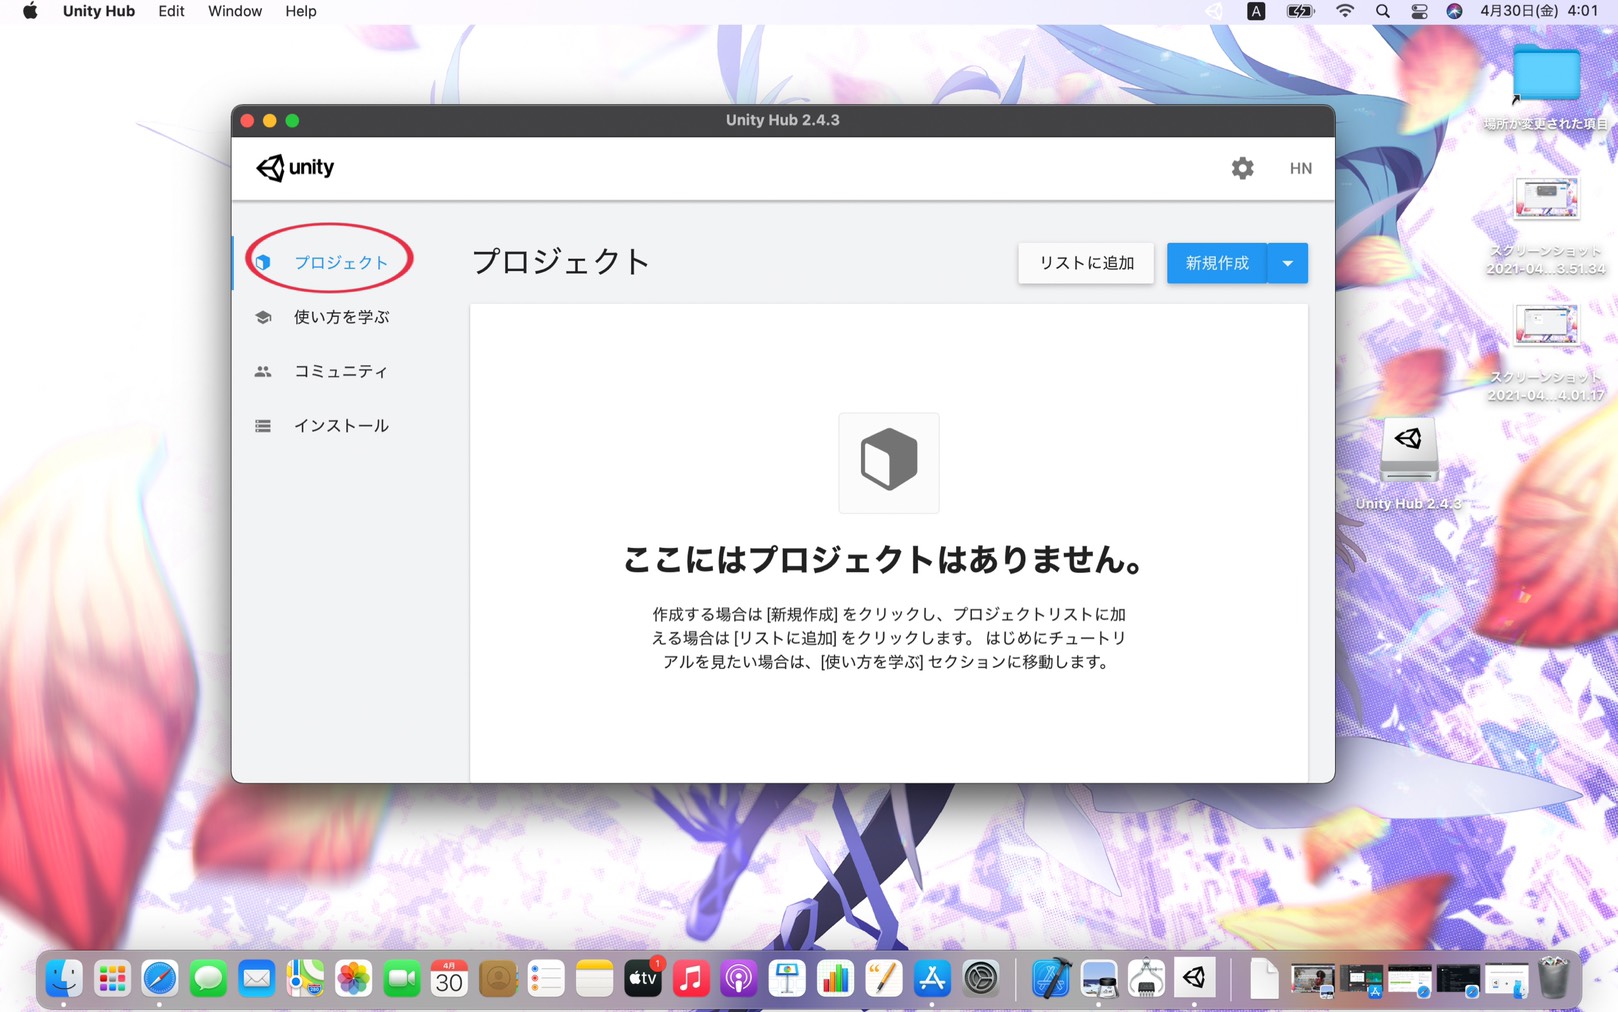 Unity Hub Edit Window Help
A
4月30日(金) 4:01
Unity Hub 2.4.3
unity
HN
プロジェクト
使い方を学ぶ
コミュニティ
インストール
プロジェクト
リストに追加
新規作成
ここにはプロジェクトはありません。
作成する場合は [新規作成] をクリックし、プロジェクトリストに加
える場合は [リストに追加] をクリックします。 はじめにチュートリ
アルを見たい場合は、[使い方を学ぶ] セクションに移動します。
場所が変更された項目
スクリーンショット
2021-04...3.51.34
スクリーンショット
2021-04...4.01.17
Unity Hub 2.4.3
4月
30
tv
1